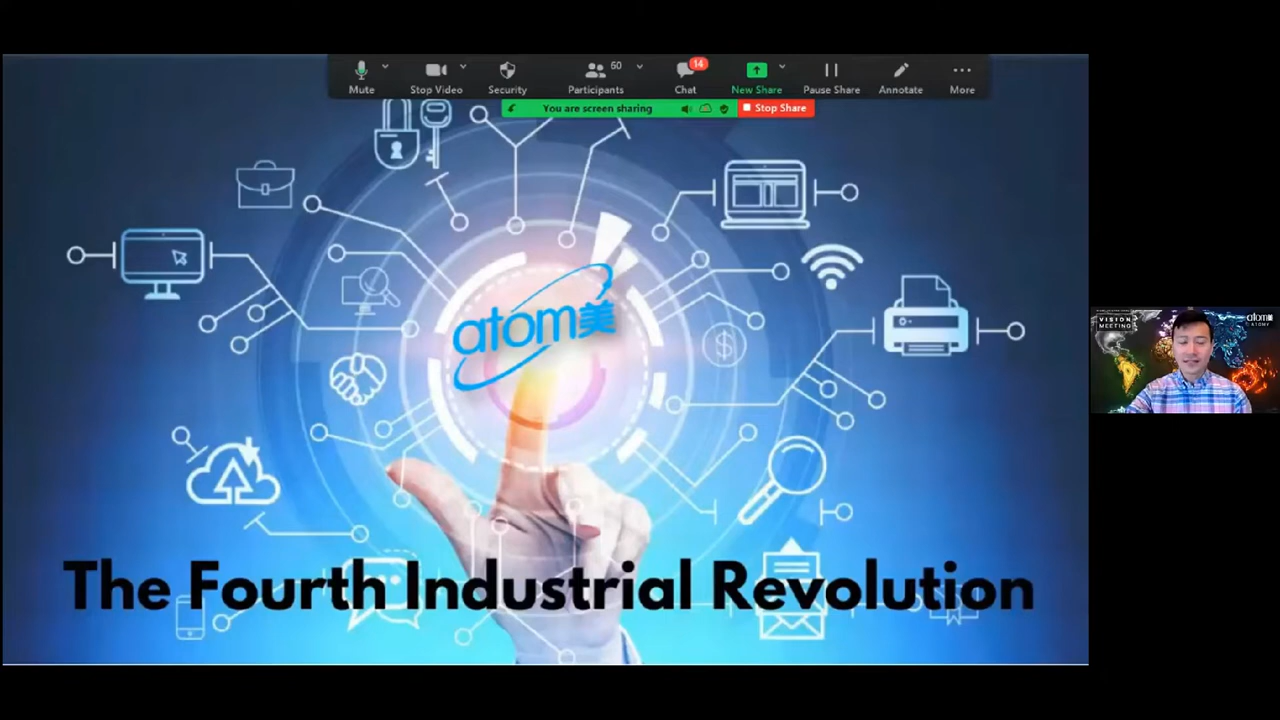 60
14
Mute
Stop Video
Security
Participants
Chat
New Share
Pause Share
Annotate
More
You are screen sharing
Stop Share
atom美
The Fourth Industrial Revolution
VISION
MEETING
atom美
ATOMY